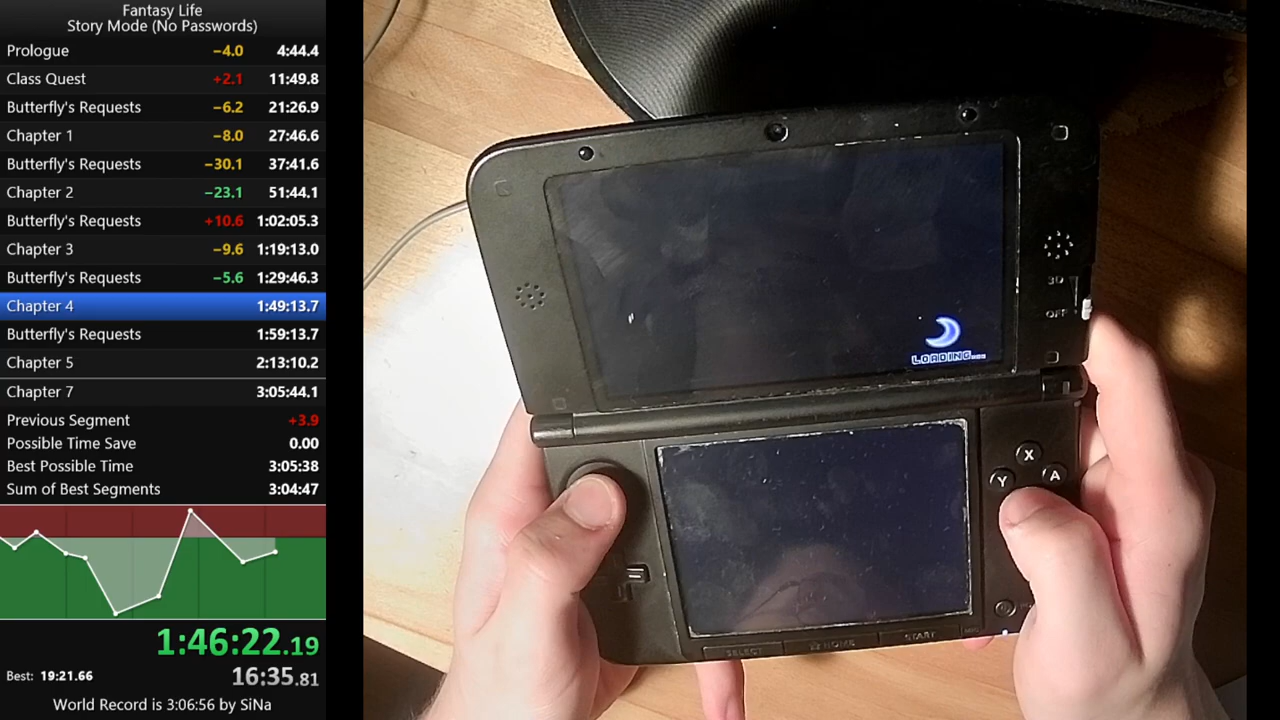 Fantasy Life
Story Mode (No Passwords)
Prologue −4.0 4:44.4
Class Quest +2.1 11:49.8
Butterfly's Requests −6.2 21:26.9
Chapter 1 −8.0 27:46.6
Butterfly's Requests −30.1 37:41.6
Chapter 2 −23.1 51:44.1
Butterfly's Requests +10.6 1:02:05.3
Chapter 3 −9.6 1:19:13.0
Butterfly's Requests −5.6 1:29:46.3
Chapter 4 1:49:13.7
Butterfly's Requests 1:59:13.7
Chapter 5 2:13:10.2
Chapter 7 3:05:44.1
Previous Segment +3.9
Possible Time Save 0.00
Best Possible Time 3:05:38
Sum of Best Segments 3:04:47
1:46:22.19
Best: 19:21.66 16:35.81
World Record is 3:06:56 by SiNa
3D
OFF
LOADING...
X
Y A
SELECT HOME START